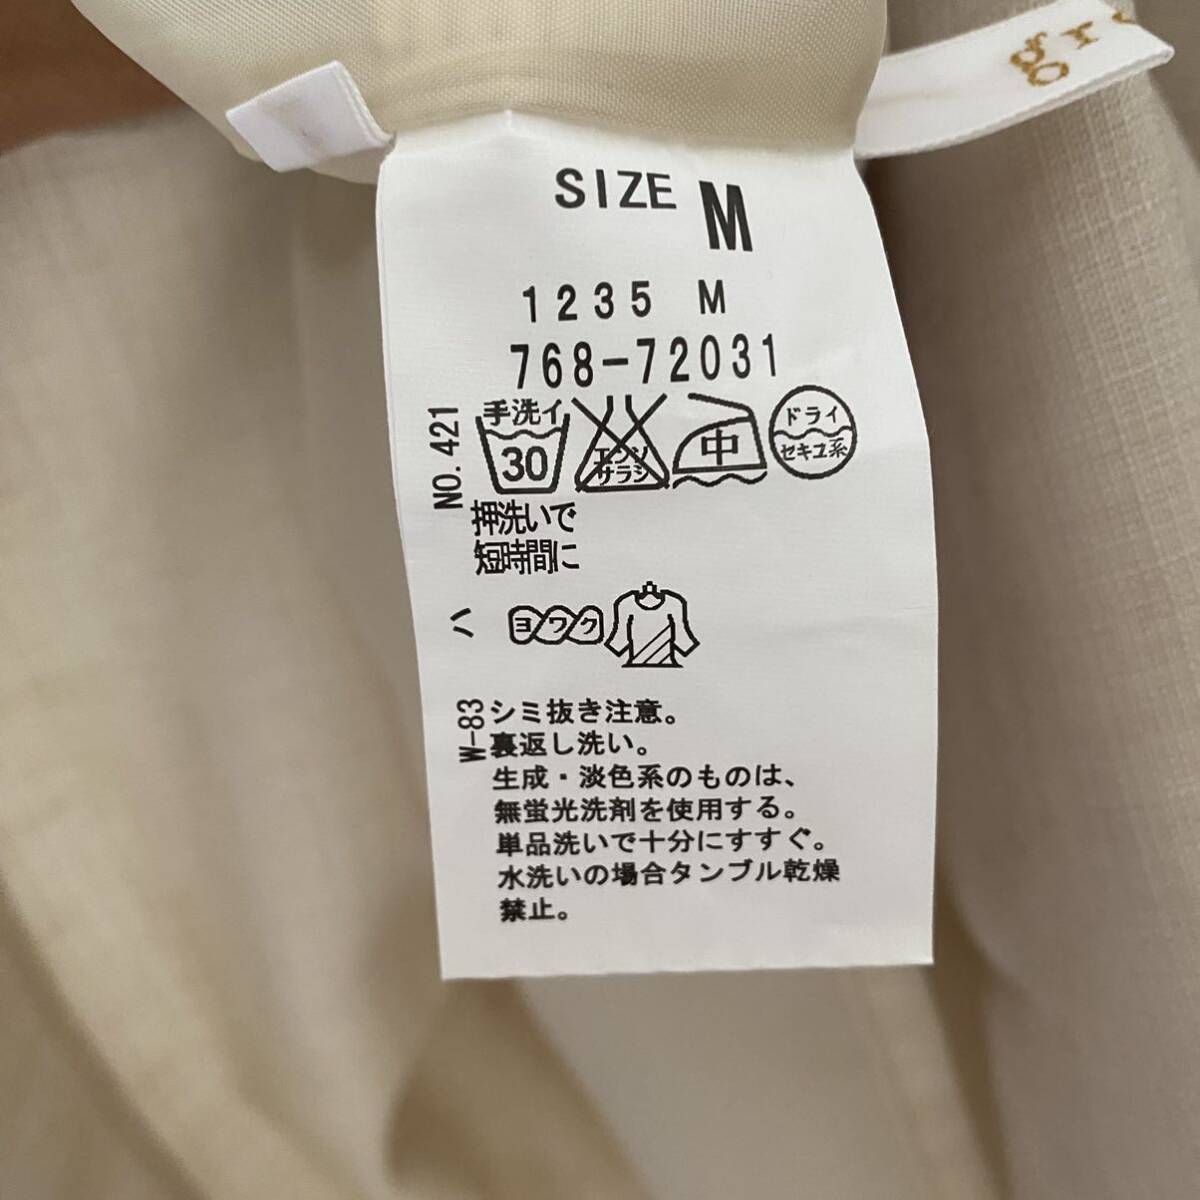 gr
SIZE M
1235 M
768-72031
NO. 421
手洗イ
30
エンソ
サラシ
中
ドライ
セキユ系
押洗いで
短時間に
ハ
ヨワク
W-83
シミ抜き注意。
裏返し洗い。
生成・淡色系のものは、
無蛍光洗剤を使用する。
単品洗いで十分にすすぐ。
水洗いの場合タンブル乾燥
禁止。